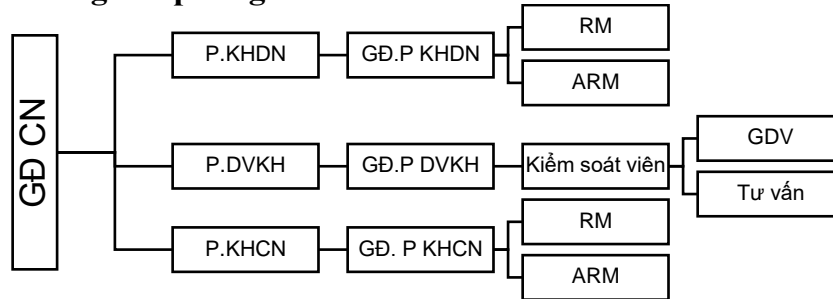 RM
P.KHDN
GĐ.P KHDN
ARM
GĐ CN
GDV
P.DVKH
GĐ.P DVKH
Kiểm soát viên
Tư vấn
RM
P.KHCN
GĐ. P KHCN
ARM